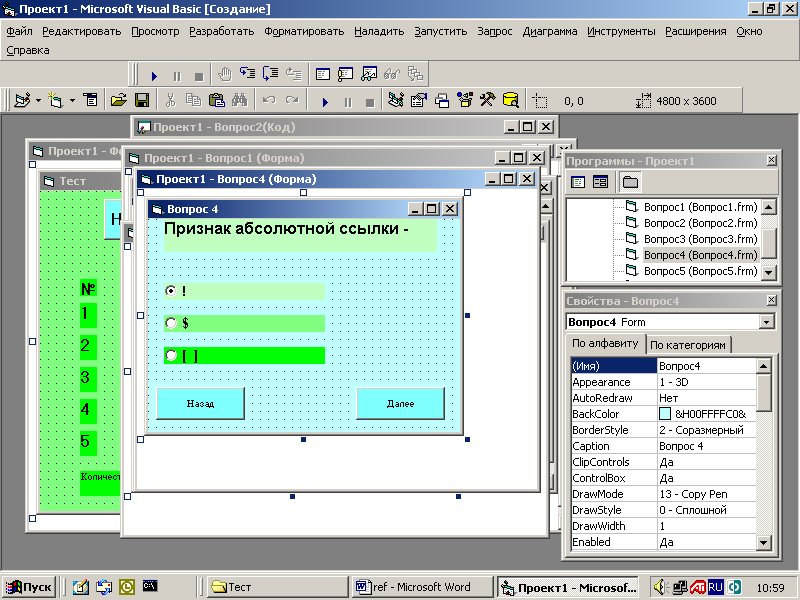 Проект1 - Microsoft Visual Basic [Создание]
Файл Редактировать Просмотр Разработать Форматировать Наладить Запустить Запрос Диаграмма Инструменты Расширения Окно
Справка
0, 0 4800 x 3600
Проект1 - Вопрос2(Код)
Проект1 - Ф
Проект1 - Вопрос1 (Форма)
Проект1 - Вопрос4 (Форма)
Тест
Н
№
1
2
3
4
5
Количест
Вопрос 4
Признак абсолютной ссылки -
!
$
[ ]
Назад Далее
Программы - Проект1
Вопрос1 (Вопрос1.frm)
Вопрос2 (Вопрос2.frm)
Вопрос3 (Вопрос3.frm)
Вопрос4 (Вопрос4.frm)
Вопрос5 (Вопрос5.frm)
Свойства - Вопрос4
Вопрос4 Form
По алфавиту По категориям
(Имя) Вопрос4
Appearance 1 - 3D
AutoRedraw Нет
BackColor &H00FFFFC0&
BorderStyle 2 - Соразмерный
Caption Вопрос 4
ClipControls Да
ControlBox Да
DrawMode 13 - Copy Pen
DrawStyle 0 - Сплошной
DrawWidth 1
Enabled Да
Пуск Тест ref - Microsoft Word Проект1 - Microsof... RU 10:59